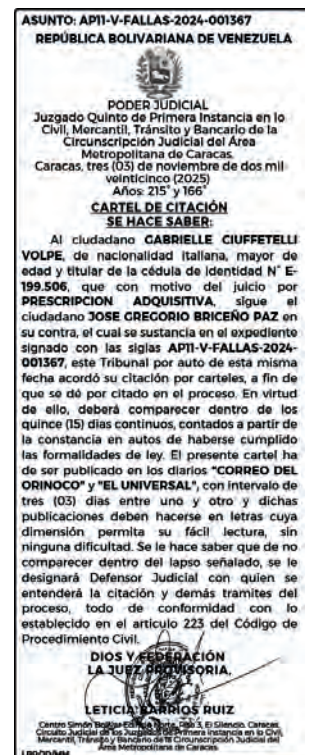 ASUNTO: AP11-V-FALLAS-2024-001367
REPÚBLICA BOLIVARIANA DE VENEZUELA
PODER JUDICIAL
Juzgado Quinto de Primera Instancia en lo
Civil, Mercantil, Tránsito y Bancario de la
Circunscripción Judicial del Área
Metropolitana de Caracas.
Caracas, tres (03) de noviembre de dos mil
veinticinco (2025)
Años: 215° y 166°
CARTEL DE CITACIÓN
SE HACE SABER:
Al ciudadano GABRIELLE CIUFFETELLI
VOLPE, de nacionalidad italiana, mayor de
edad y titular de la cédula de identidad N° E-
199.506, que con motivo del juicio por
PRESCRIPCION ADQUISITIVA, sigue el
ciudadano JOSE GREGORIO BRICEÑO PAZ en
su contra, el cual se sustancia en el expediente
signado con las siglas AP11-V-FALLAS-2024-
001367, este Tribunal por auto de esta misma
fecha acordó su citación por carteles, a fin de
que se dé por citado en el proceso. En virtud
de ello, deberá comparecer dentro de los
quince (15) días continuos, contados a partir de
la constancia en autos de haberse cumplido
las formalidades de ley. El presente cartel ha
de ser publicado en los diarios "CORREO DEL
ORINOCO" y "EL UNIVERSAL", con intervalo de
tres (03) días entre uno y otro y dichas
publicaciones deben hacerse en letras cuya
dimensión permita su fácil lectura, sin
ninguna dificultad. Se le hace saber que de no
comparecer dentro del lapso señalado, se le
designará Defensor Judicial con quien se
entenderá la citación y demás tramites del
proceso, todo de conformidad con lo
establecido en el artículo 223 del Código de
Procedimiento Civil.
DIOS Y FEDERACIÓN
LA JUEZ PROVISORIA,
LETICIA BARRIOS RUIZ
Centro Simón Bolívar Edificio Norte, Piso 3, El Silencio, Caracas
Circuito Judicial de los Juzgados de Primera Instancia en lo Civil,
Mercantil, Tránsito y Bancario de la Circunscripción Judicial del
Área Metropolitana de Caracas.